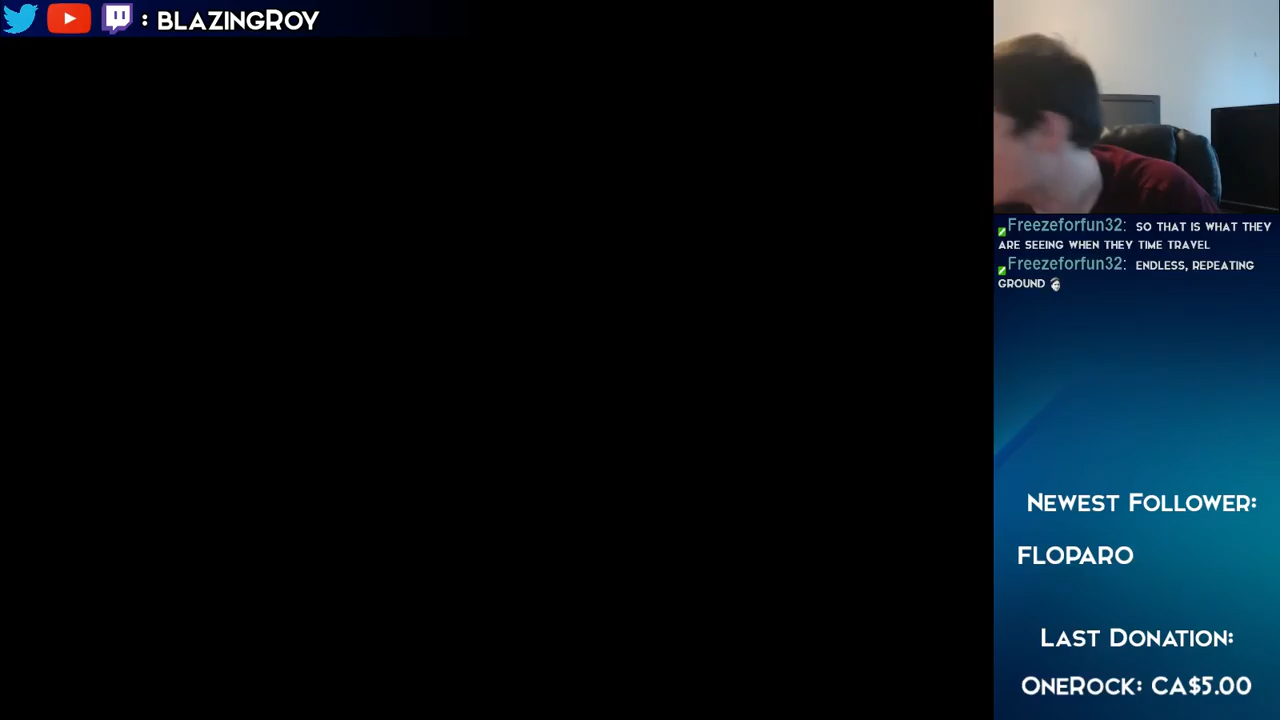 : BlazingRoy
Freezeforfun32: SO THAT IS WHAT THEY
ARE SEEING WHEN THEY TIME TRAVEL
Freezeforfun32: ENDLESS, REPEATING
GROUND
Newest Follower:
FLOPARO
Last Donation:
OneRock: CA$5.00